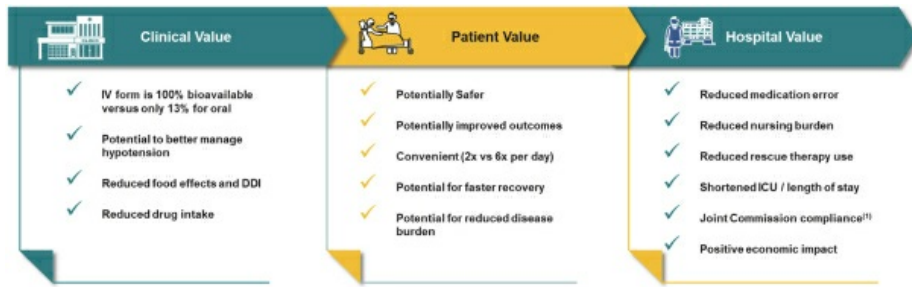 Clinical Value
IV form is 100% bioavailable
versus only 13% for oral
Potential to better manage
hypotension
Reduced food effects and DDI
Reduced drug intake
Patient Value
Potentially Safer
Potentially improved outcomes
Convenient (2x vs 6x per day)
Potential for faster recovery
Potential for reduced disease
burden
Hospital Value
Reduced medication error
Reduced nursing burden
Reduced rescue therapy use
Shortened ICU / length of stay
Joint Commission compliance(1)
Positive economic impact